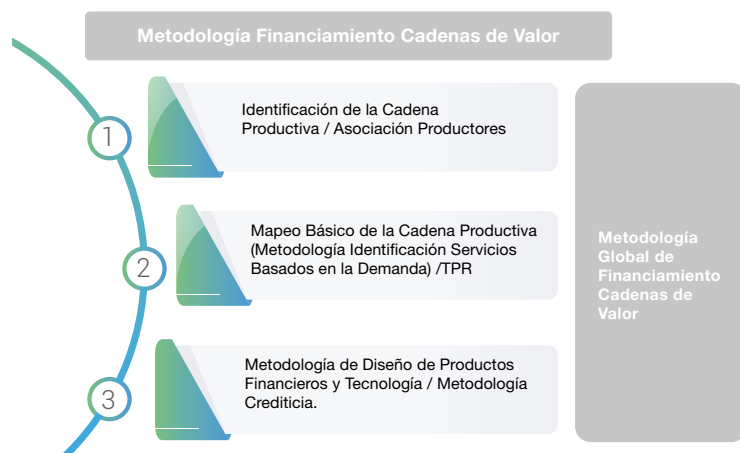 Metodología Financiamiento Cadenas de Valor
1
Identificación de la Cadena
Productiva / Asociación Productores
2
Mapeo Básico de la Cadena Productiva
(Metodología Identificación Servicios
Basados en la Demanda) /TPR
3
Metodología de Diseño de Productos
Financieros y Tecnología / Metodología
Crediticia.
Metodología
Global de
Financiamiento
Cadenas de
Valor